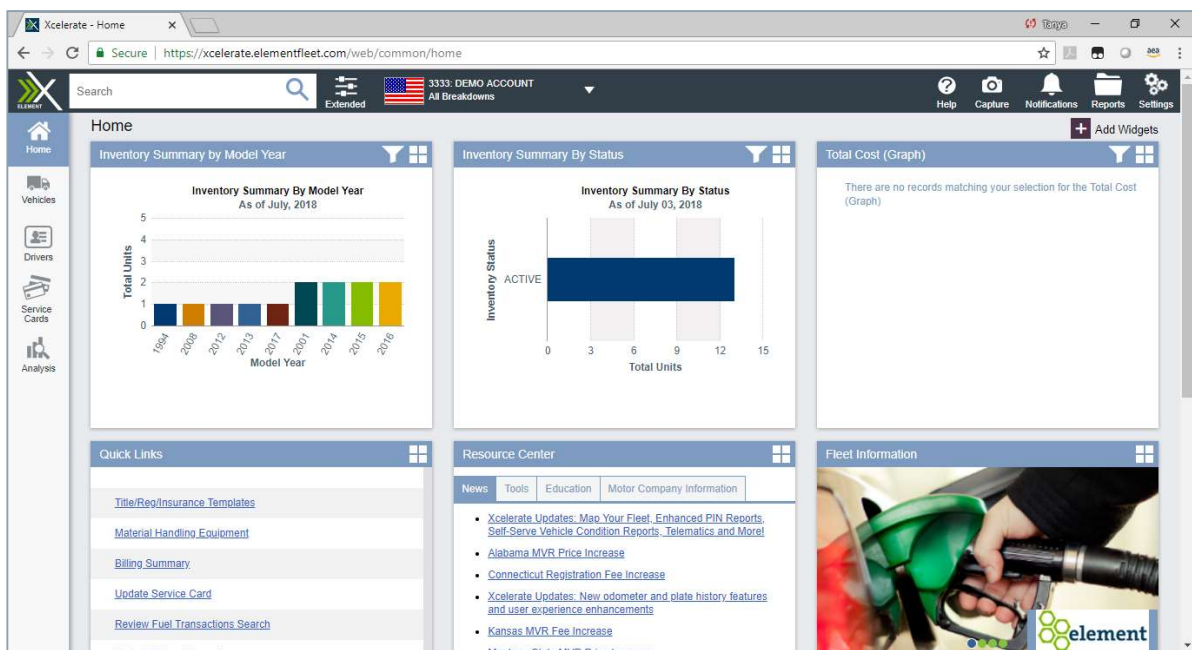 Xcelerate - Home
Tanya
Secure | https://xcelerate.elementfleet.com/web/common/home
aea
ELEMENT
Search
Extended
3333: DEMO ACCOUNT
All Breakdowns
Help
Capture
Notifications
Reports
Settings
Home
Vehicles
Drivers
Service
Cards
Analysis
Home
Add Widgets
Inventory Summary by Model Year
Inventory Summary By Model Year
As of July, 2018
Total Units
5
4
3
2
1
0
1994
2008
2012
2013
2017
2001
2014
2015
2016
Model Year
Inventory Summary By Status
Inventory Summary By Status
As of July 03, 2018
Inventory Status
ACTIVE
0
3
6
9
12
15
Total Units
Total Cost (Graph)
There are no records matching your selection for the Total Cost
(Graph)
Quick Links
Title/Reg/Insurance Templates
Material Handling Equipment
Billing Summary
Update Service Card
Review Fuel Transactions Search
Resource Center
News
Tools
Education
Motor Company Information
Xcelerate Updates: Map Your Fleet, Enhanced PIN Reports,
Self-Serve Vehicle Condition Reports, Telematics and More!
Alabama MVR Price Increase
Connecticut Registration Fee Increase
Xcelerate Updates: New odometer and plate history features
and user experience enhancements
Kansas MVR Fee Increase
Fleet Information
element